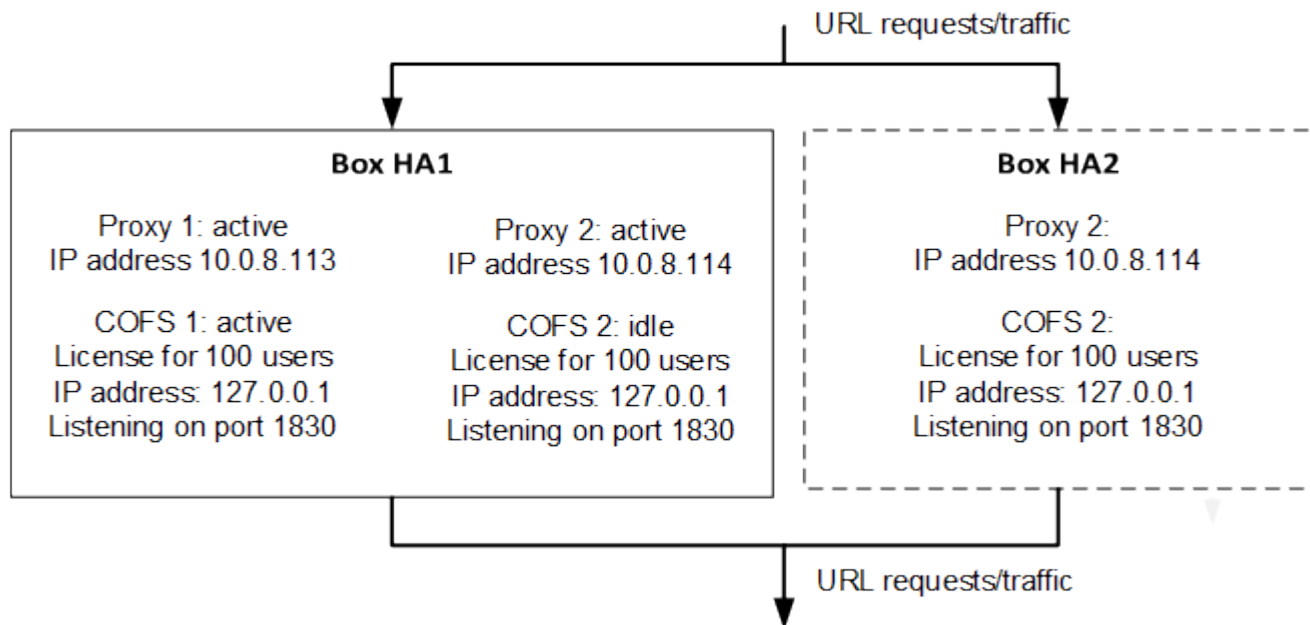 URL requests/traffic
Box HA1
Proxy 1: active
IP address 10.0.8.113
COFS 1: active
License for 100 users
IP address: 127.0.0.1
Listening on port 1830
Proxy 2: active
IP address 10.0.8.114
COFS 2: idle
License for 100 users
IP address: 127.0.0.1
Listening on port 1830
Box HA2
Proxy 2:
IP address 10.0.8.114
COFS 2:
License for 100 users
IP address: 127.0.0.1
Listening on port 1830
URL requests/traffic